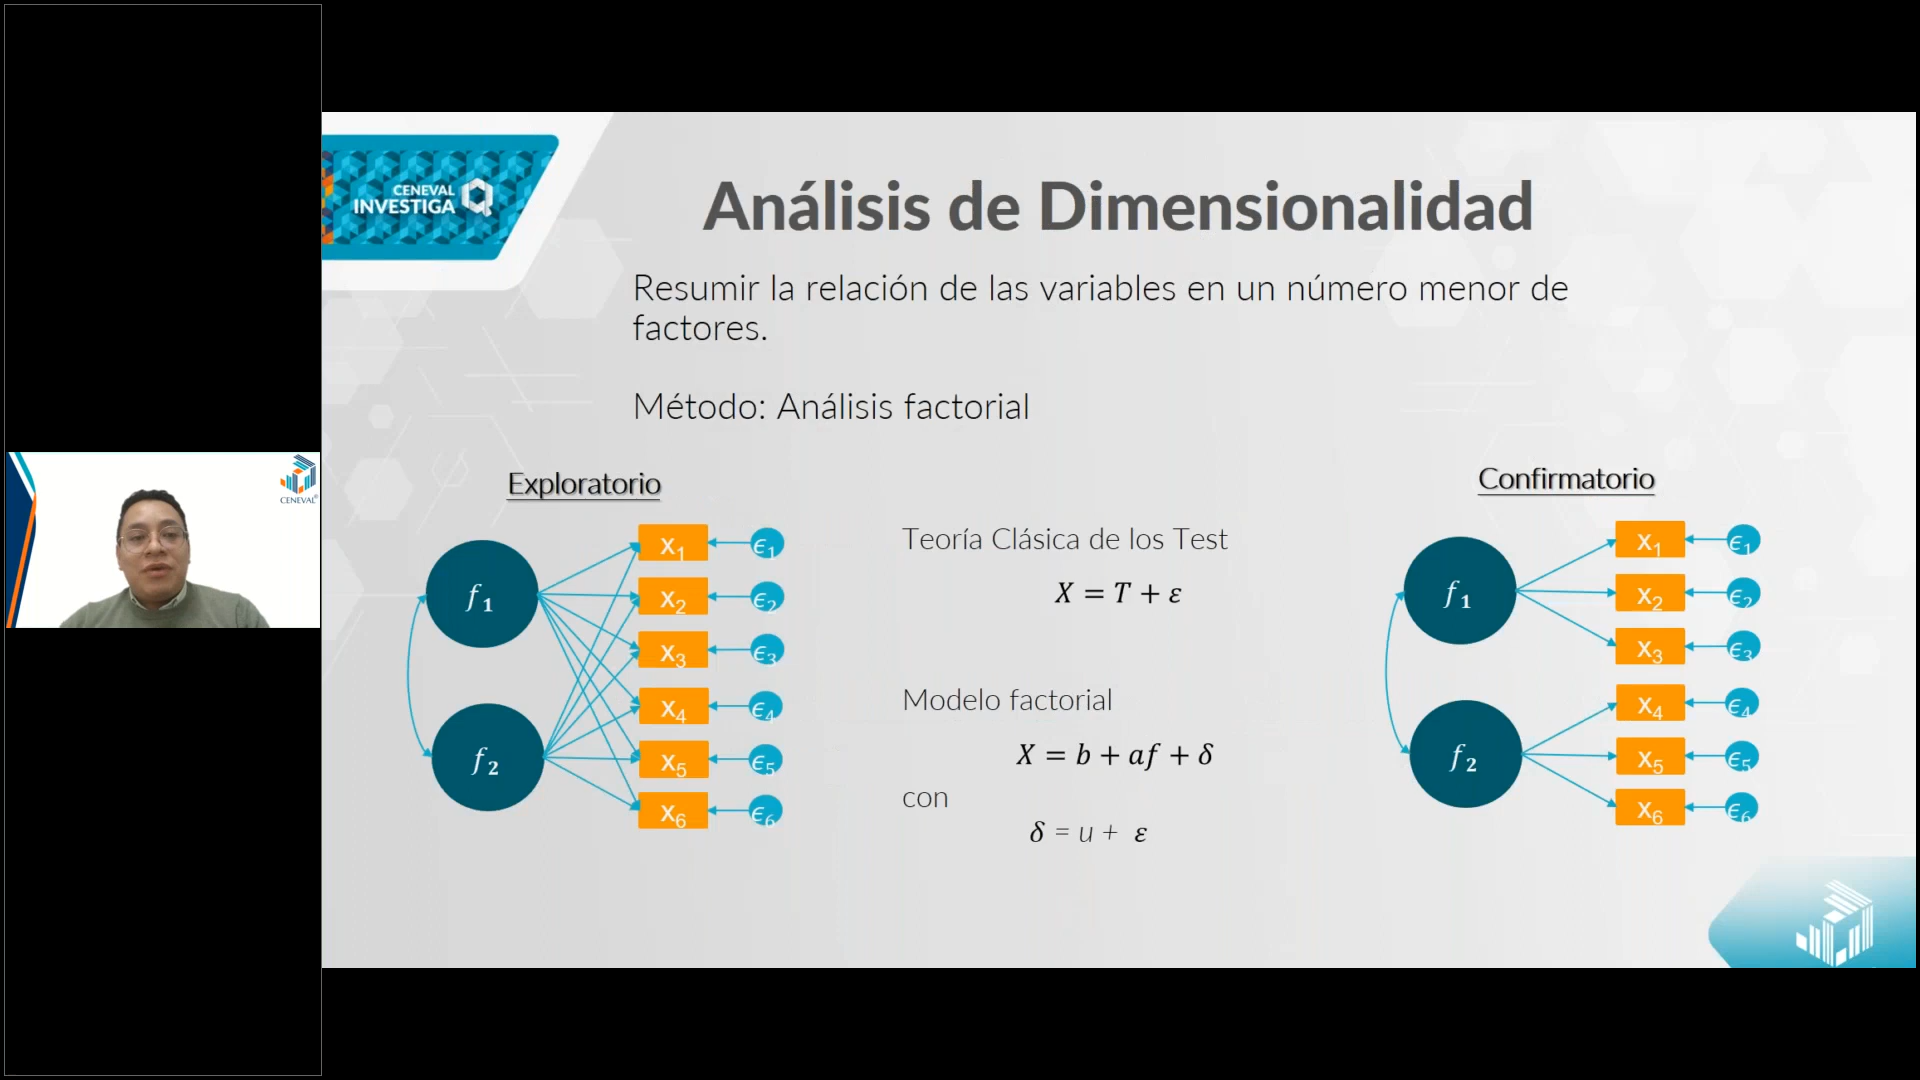 CENEVAL
INVESTIGA
Análisis de Dimensionalidad
Resumir la relación de las variables en un número menor de
factores.
Método: Análisis factorial
Exploratorio
f₁
f₂
x₁ ϵ₁
x₂ ϵ₂
x₃ ϵ₃
x₄ ϵ₄
x₅ ϵ₅
x₆ ϵ₆
Teoría Clásica de los Test
X = T + ε
Modelo factorial
X = b + af + δ
con
δ = u + ε
Confirmatorio
f₁
f₂
x₁ ϵ₁
x₂ ϵ₂
x₃ ϵ₃
x₄ ϵ₄
x₅ ϵ₅
x₆ ϵ₆
CENEVAL®